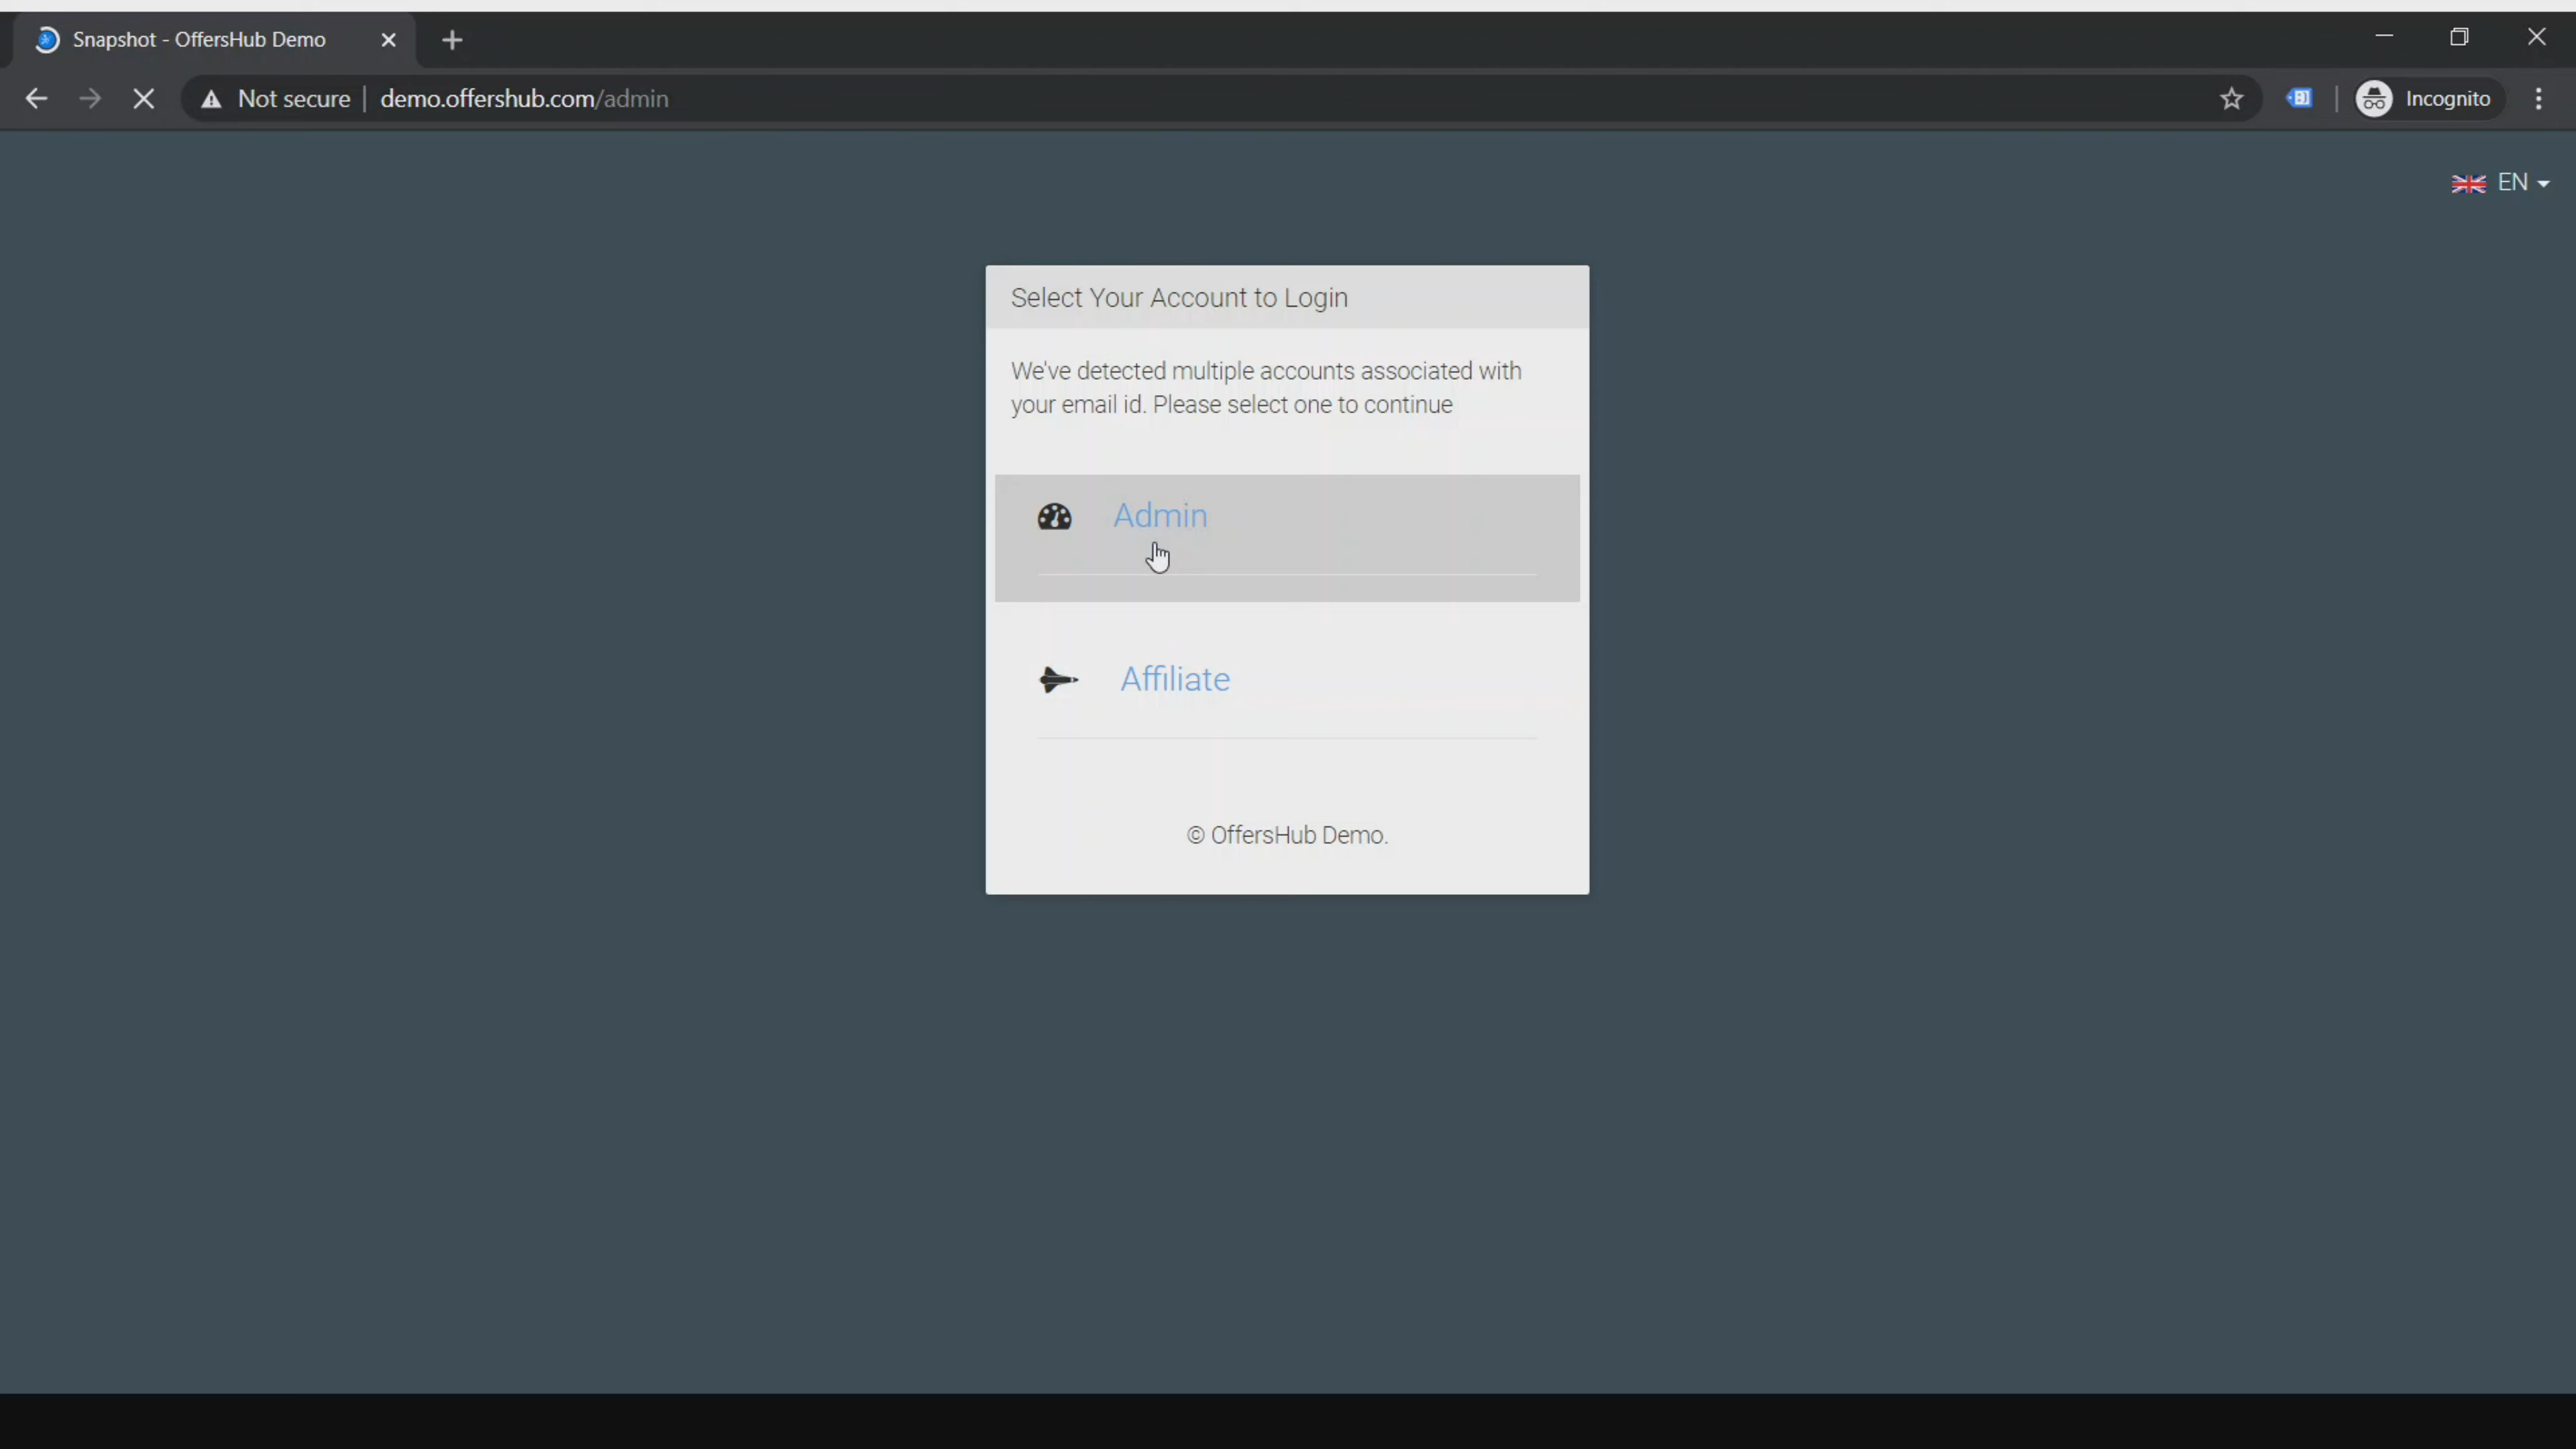 Snapshot - OffersHub Demo
Not secure | demo.offershub.com/admin
Incognito
EN
Select Your Account to Login
We've detected multiple accounts associated with
your email id. Please select one to continue
Admin
Affiliate
© OffersHub Demo.